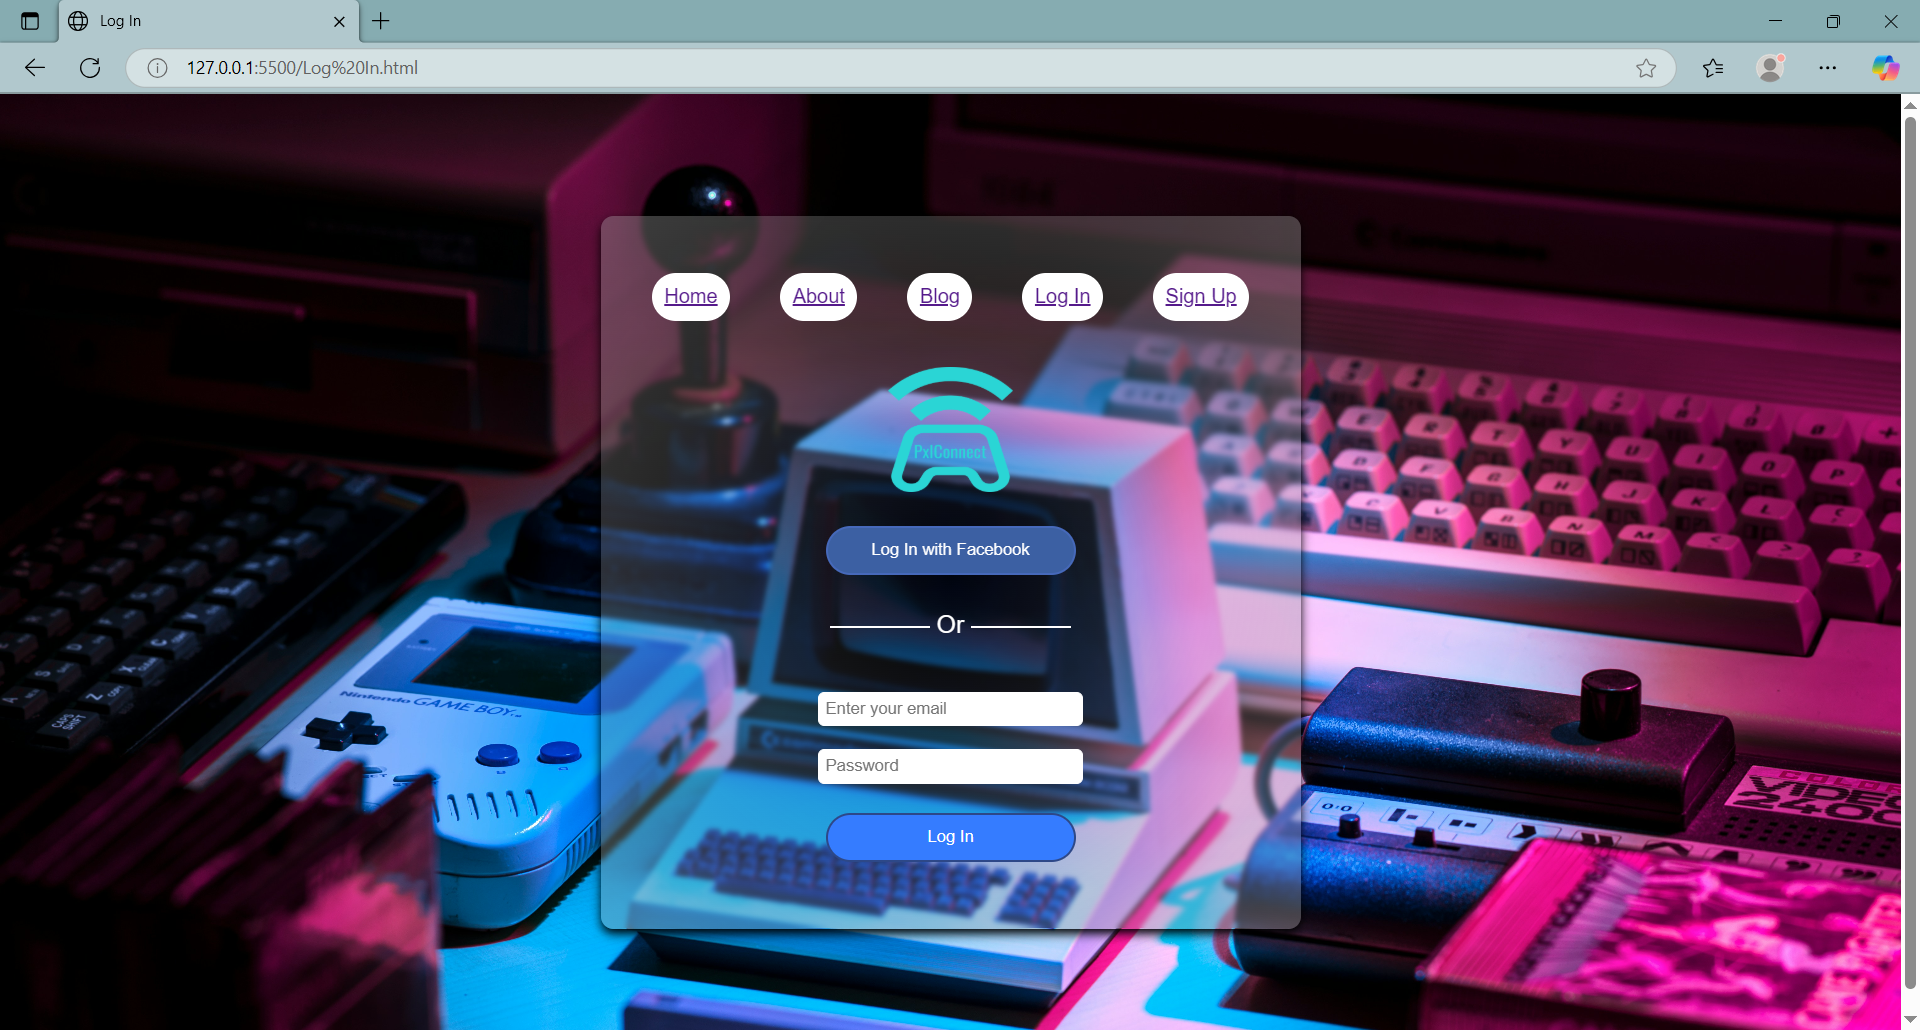 Log In
127.0.0.1:5500/Log%20In.html
Home About Blog Log In Sign Up
PxlConnect
Log In with Facebook
Or
Nintendo GAME BOY
Enter your email
Password
Log In
VIDEO
2400